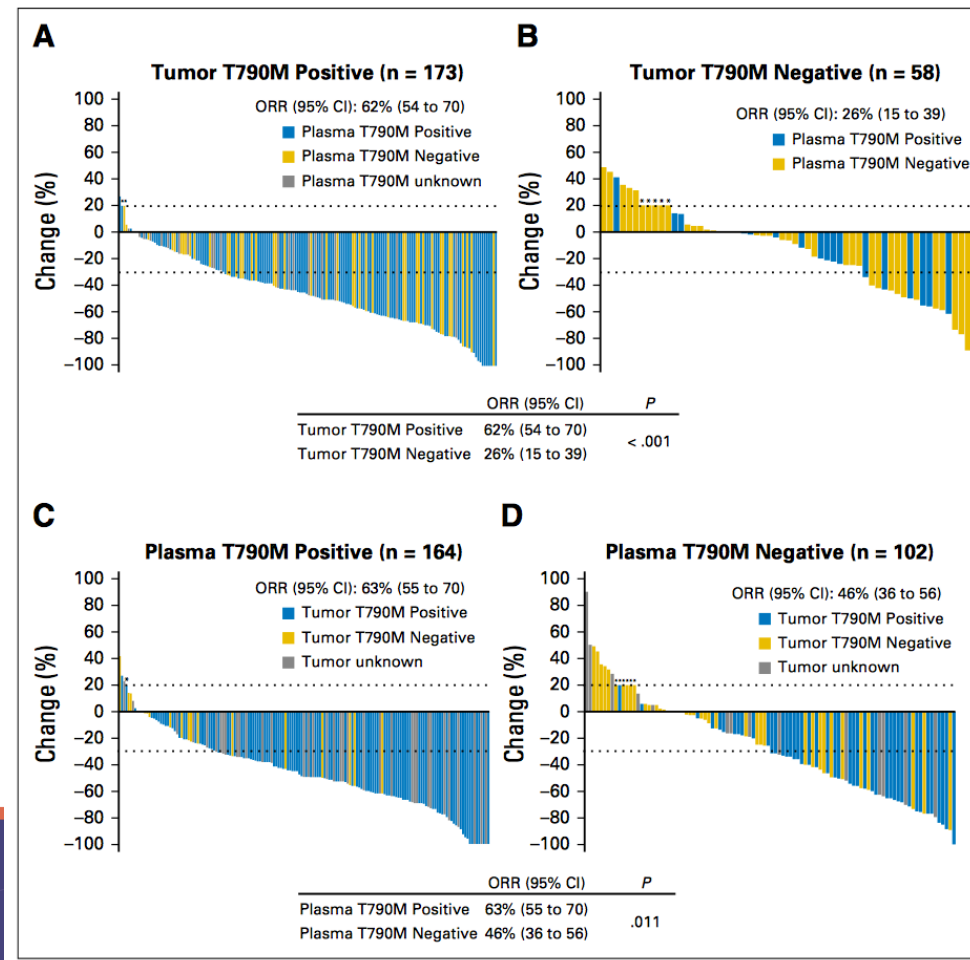 A
Tumor T790M Positive (n = 173)
ORR (95% CI): 62% (54 to 70)
Plasma T790M Positive
Plasma T790M Negative
Plasma T790M unknown
Change (%)
100
80
60
40
20
0
−20
−40
−60
−80
−100
**
B
Tumor T790M Negative (n = 58)
ORR (95% CI): 26% (15 to 39)
Plasma T790M Positive
Plasma T790M Negative
Change (%)
100
80
60
40
20
0
−20
−40
−60
−80
−100
*****
ORR (95% CI) P
Tumor T790M Positive 62% (54 to 70)
< .001
Tumor T790M Negative 26% (15 to 39)
C
Plasma T790M Positive (n = 164)
ORR (95% CI): 63% (55 to 70)
Tumor T790M Positive
Tumor T790M Negative
Tumor unknown
Change (%)
100
80
60
40
20
0
−20
−40
−60
−80
−100
*
D
Plasma T790M Negative (n = 102)
ORR (95% CI): 46% (36 to 56)
Tumor T790M Positive
Tumor T790M Negative
Tumor unknown
Change (%)
100
80
60
40
20
0
−20
−40
−60
−80
−100
******
ORR (95% CI) P
Plasma T790M Positive 63% (55 to 70)
.011
Plasma T790M Negative 46% (36 to 56)